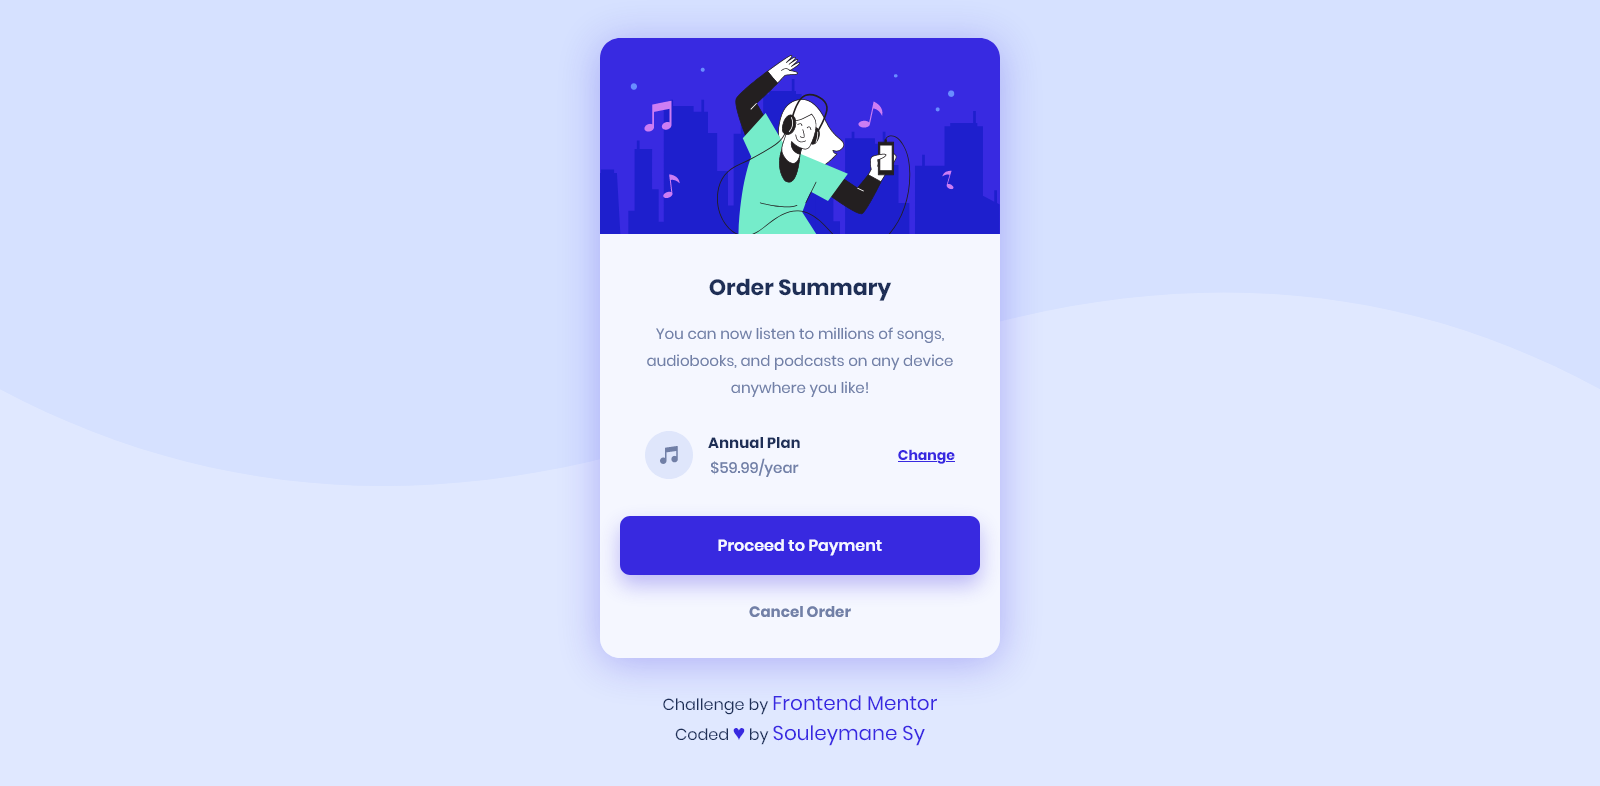 Order Summary
You can now listen to millions of songs,
audiobooks, and podcasts on any device
anywhere you like!
Annual Plan
$59.99/year
Change
Proceed to Payment
Cancel Order
Challenge by Frontend Mentor
Coded ♥ by Souleymane Sy